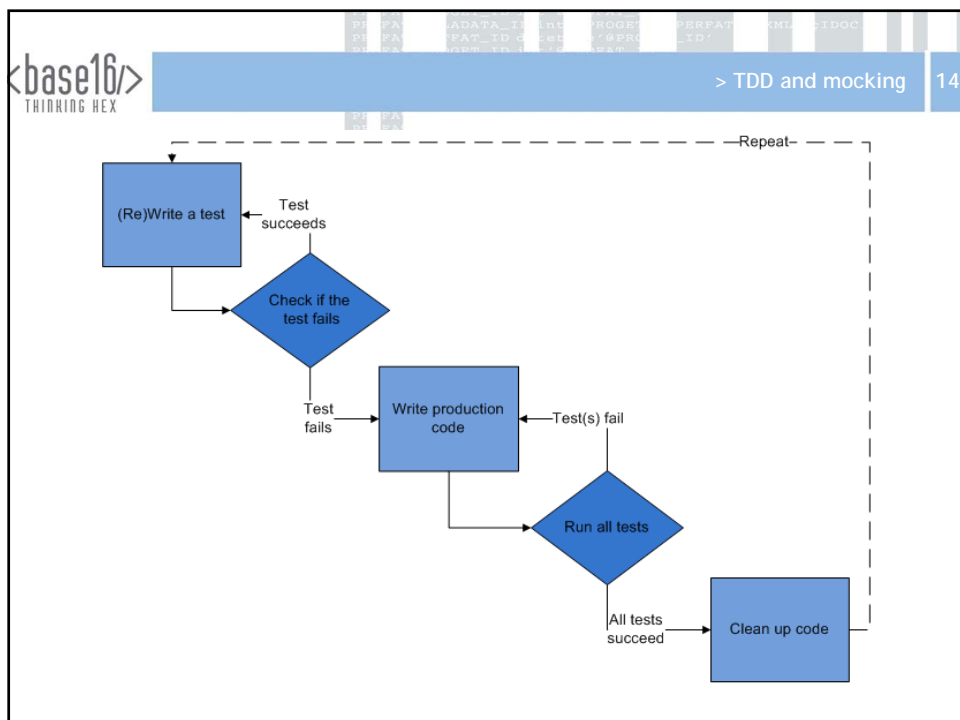 <base16/>
THINKING HEX
> TDD and mocking
14
Repeat
(Re)Write a test
Test
succeeds
Check if the
test fails
Test
fails
Write production
code
Test(s) fail
Run all tests
All tests
succeed
Clean up code